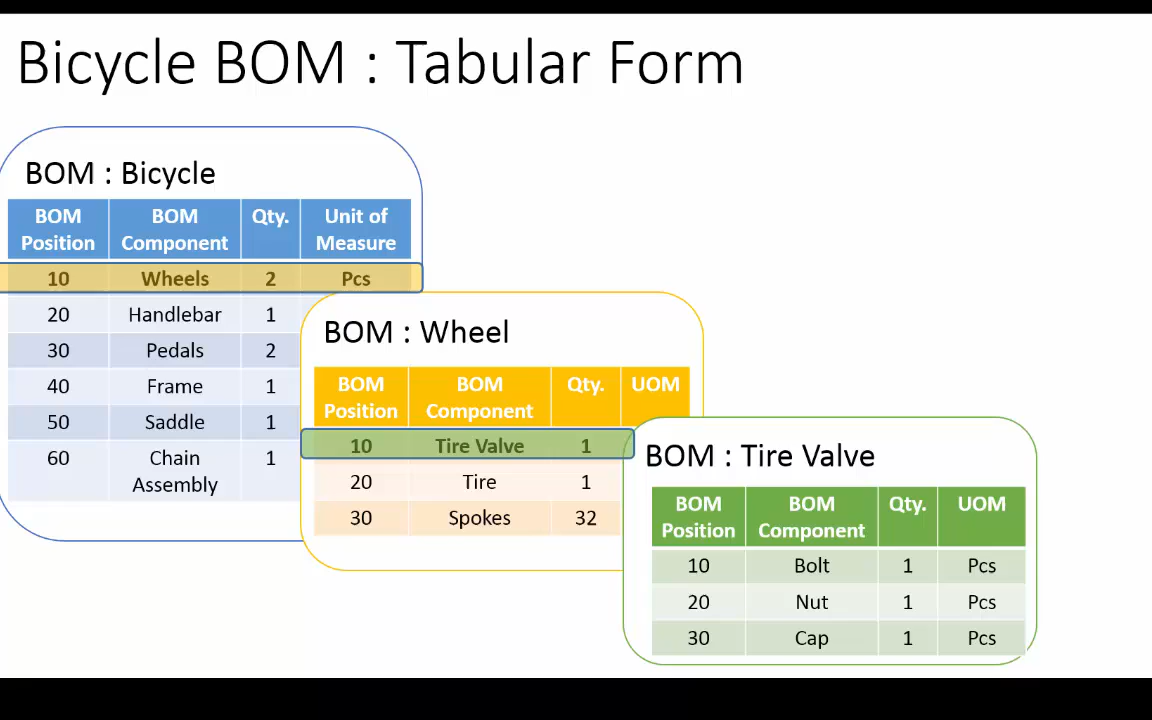 Bicycle BOM : Tabular Form
BOM : Bicycle
BOM Position BOM Component Qty. Unit of Measure
10 Wheels 2 Pcs
20 Handlebar 1
30 Pedals 2
40 Frame 1
50 Saddle 1
60 Chain Assembly 1
BOM : Wheel
BOM Position BOM Component Qty. UOM
10 Tire Valve 1
20 Tire 1
30 Spokes 32
BOM : Tire Valve
BOM Position BOM Component Qty. UOM
10 Bolt 1 Pcs
20 Nut 1 Pcs
30 Cap 1 Pcs